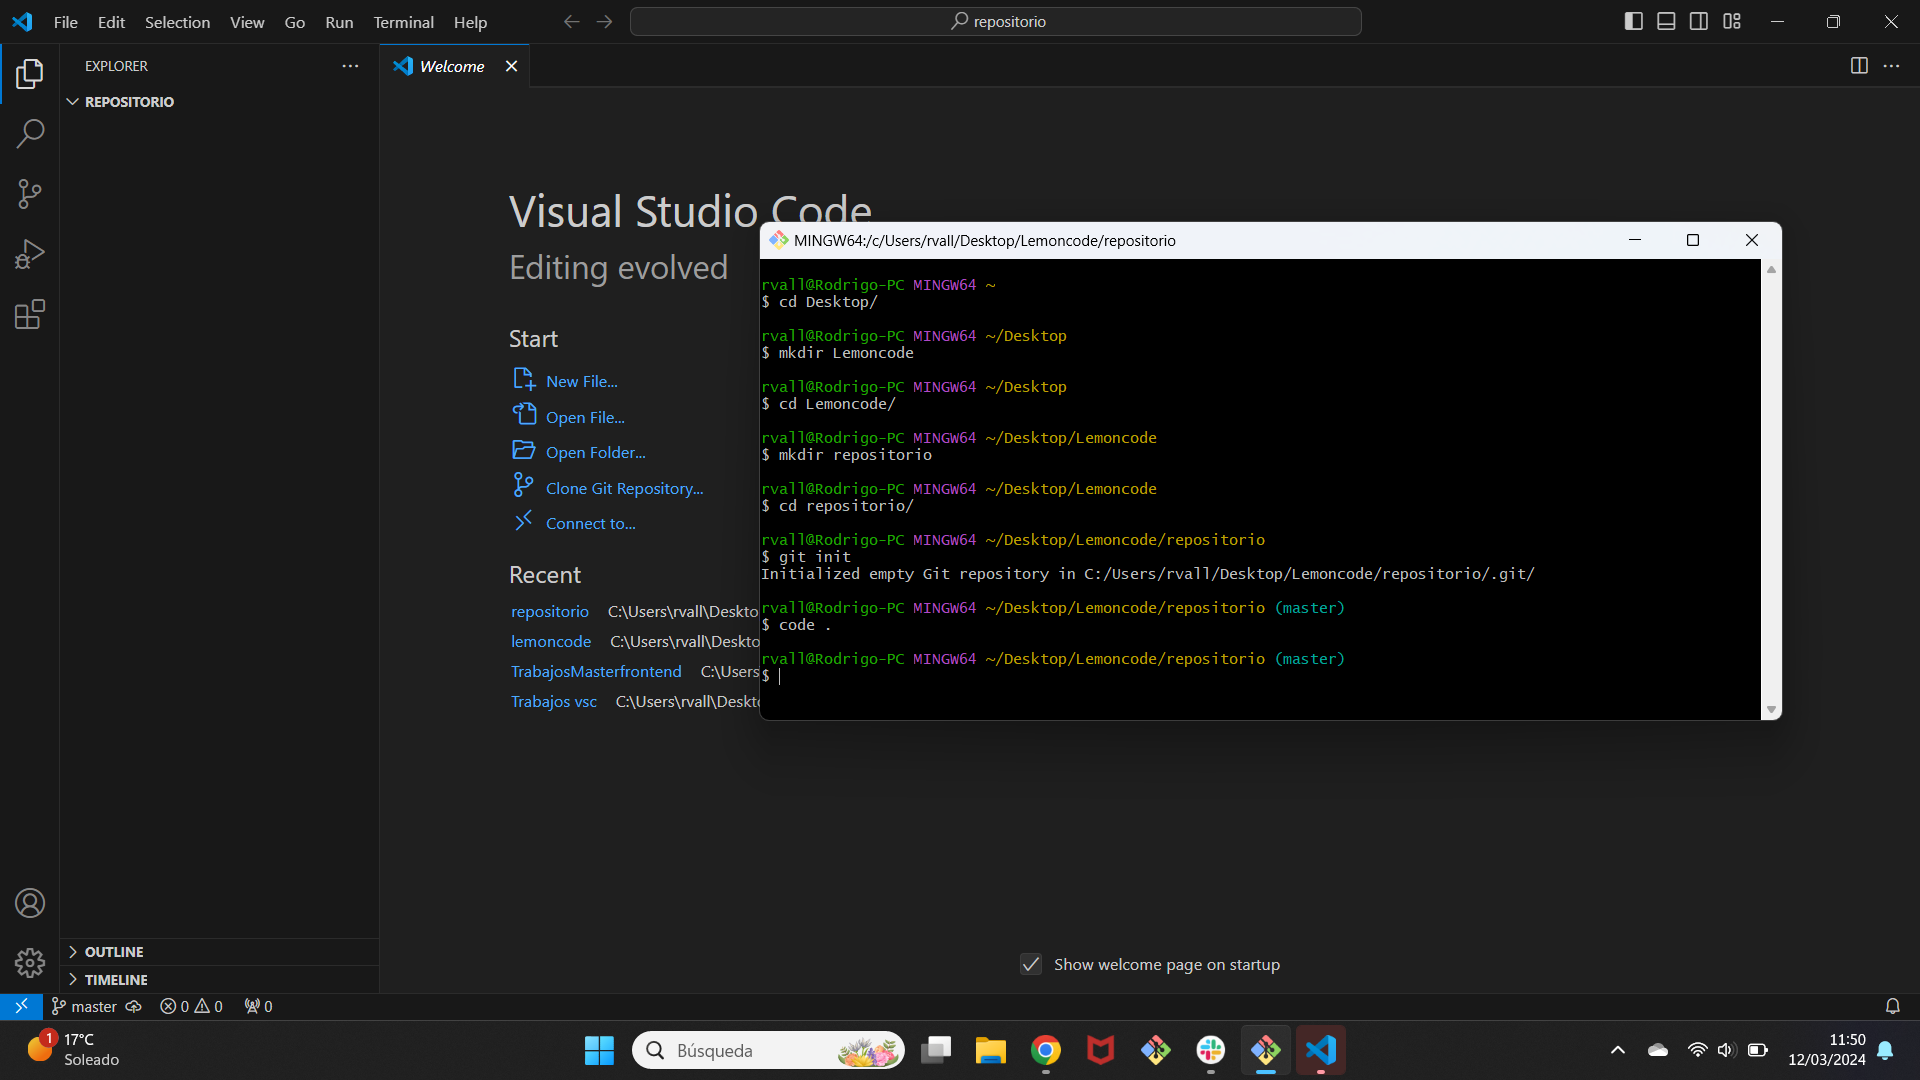 File Edit Selection View Go Run Terminal Help
repositorio
EXPLORER
Welcome
REPOSITORIO
Visual Studio Code
Editing evolved
Start
New File...
Open File...
Open Folder...
Clone Git Repository...
Connect to...
Recent
repositorio C:\Users\rvall\Deskto
lemoncode C:\Users\rvall\Deskto
TrabajosMasterfrontend C:\Users
Trabajos vsc C:\Users\rvall\Deskto
MINGW64:/c/Users/rvall/Desktop/Lemoncode/repositorio
rvall@Rodrigo-PC MINGW64 ~
$ cd Desktop/
rvall@Rodrigo-PC MINGW64 ~/Desktop
$ mkdir Lemoncode
rvall@Rodrigo-PC MINGW64 ~/Desktop
$ cd Lemoncode/
rvall@Rodrigo-PC MINGW64 ~/Desktop/Lemoncode
$ mkdir repositorio
rvall@Rodrigo-PC MINGW64 ~/Desktop/Lemoncode
$ cd repositorio/
rvall@Rodrigo-PC MINGW64 ~/Desktop/Lemoncode/repositorio
$ git init
Initialized empty Git repository in C:/Users/rvall/Desktop/Lemoncode/repositorio/.git/
rvall@Rodrigo-PC MINGW64 ~/Desktop/Lemoncode/repositorio (master)
$ code .
rvall@Rodrigo-PC MINGW64 ~/Desktop/Lemoncode/repositorio (master)
$
OUTLINE
TIMELINE
Show welcome page on startup
master 0 0 0
1
17°C
Soleado
Búsqueda
11:50
12/03/2024